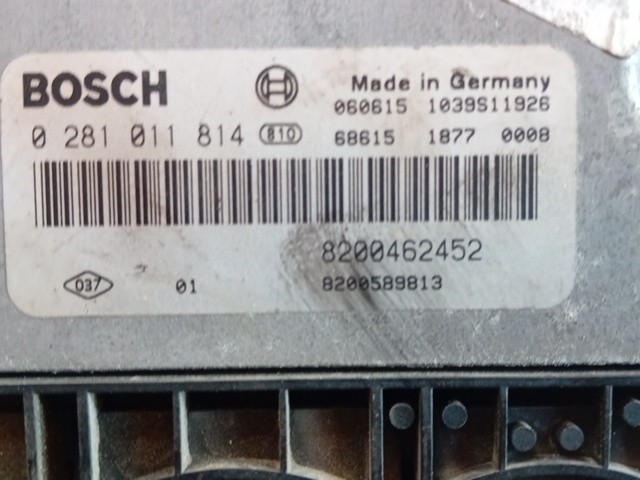 BOSCH
Made in Germany
060615 1039S11926
0 281 011 814 810
68615 1877 0008
8200462452
037 01
8200589813